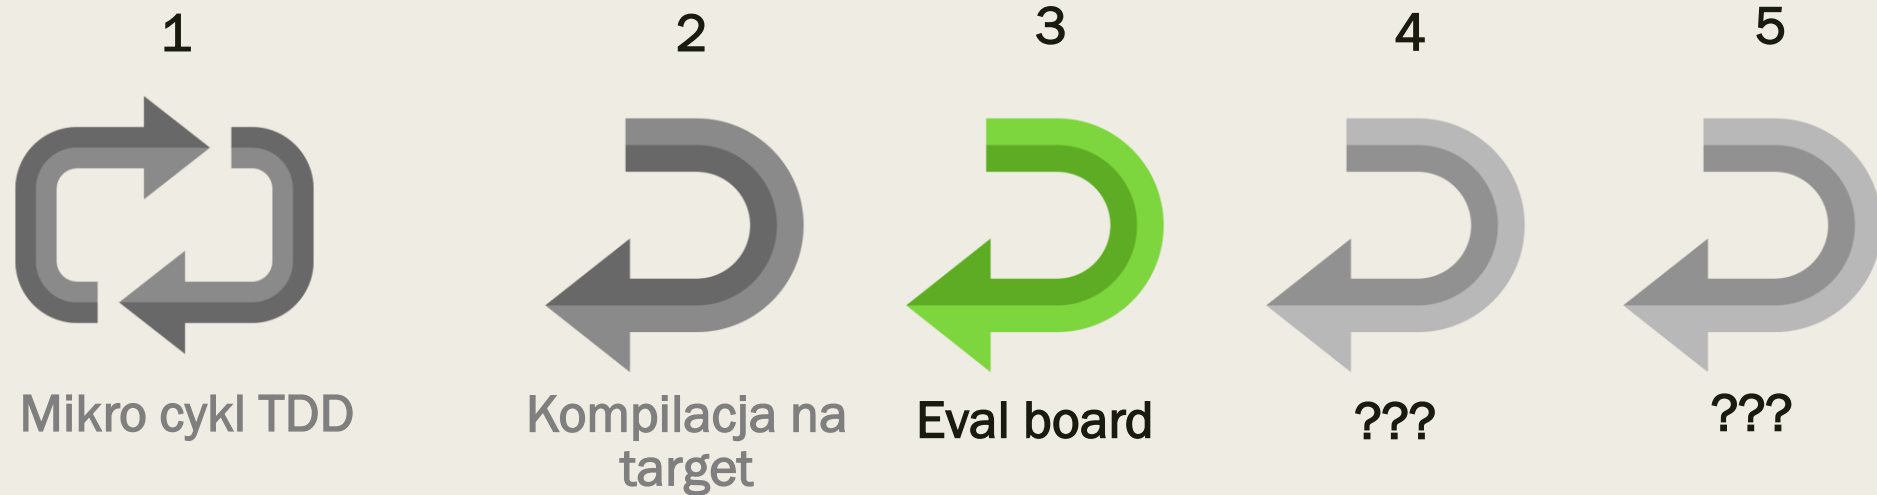 1
2
3
4
5
Mikro cykl TDD
Kompilacja na
target
Eval board
???
???